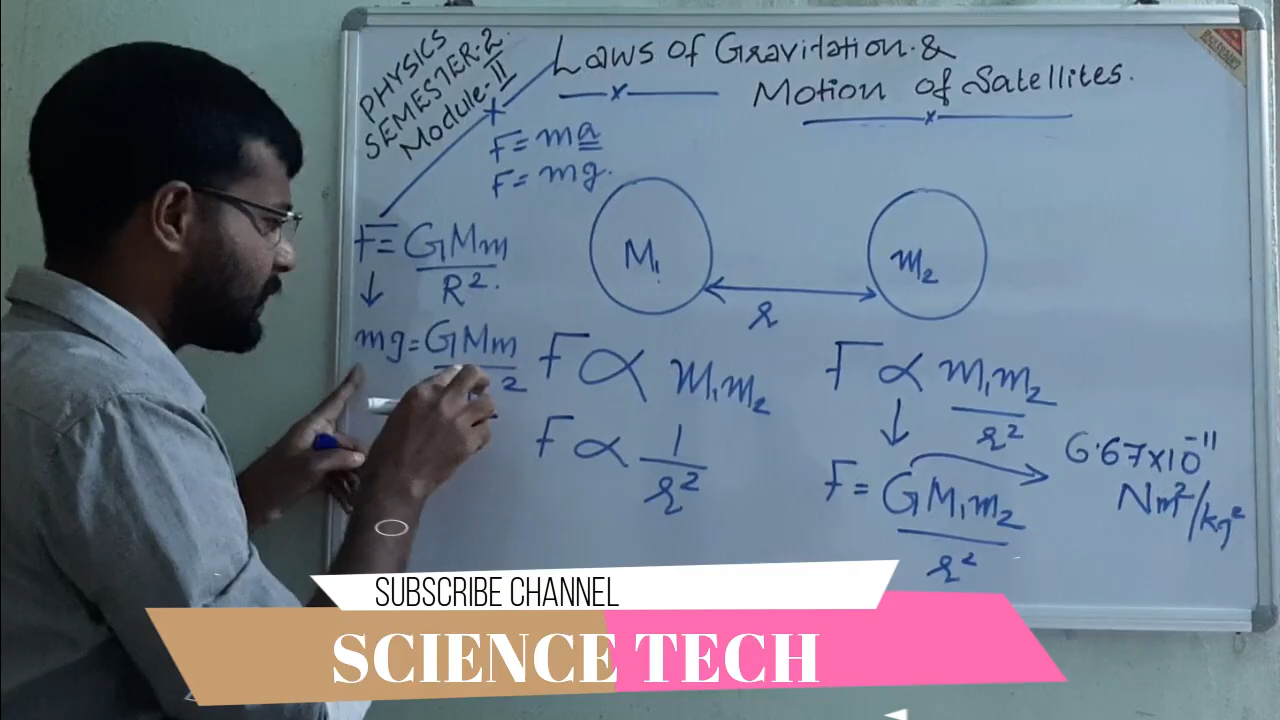 PHYSICS
SEMESTER-2
Module-II
Laws of Gravitation &
Motion of Satellites.
F = ma
F = mg.
F = GMm
R².
mg = GMm
2
M₁
m₂
r
F ∝ m₁m₂
F ∝ 1
r²
F ∝ m₁m₂
r²
F = GM₁m₂
r²
6.67×10⁻¹¹
Nm²/kg²
SUBSCRIBE CHANNEL
SCIENCE TECH